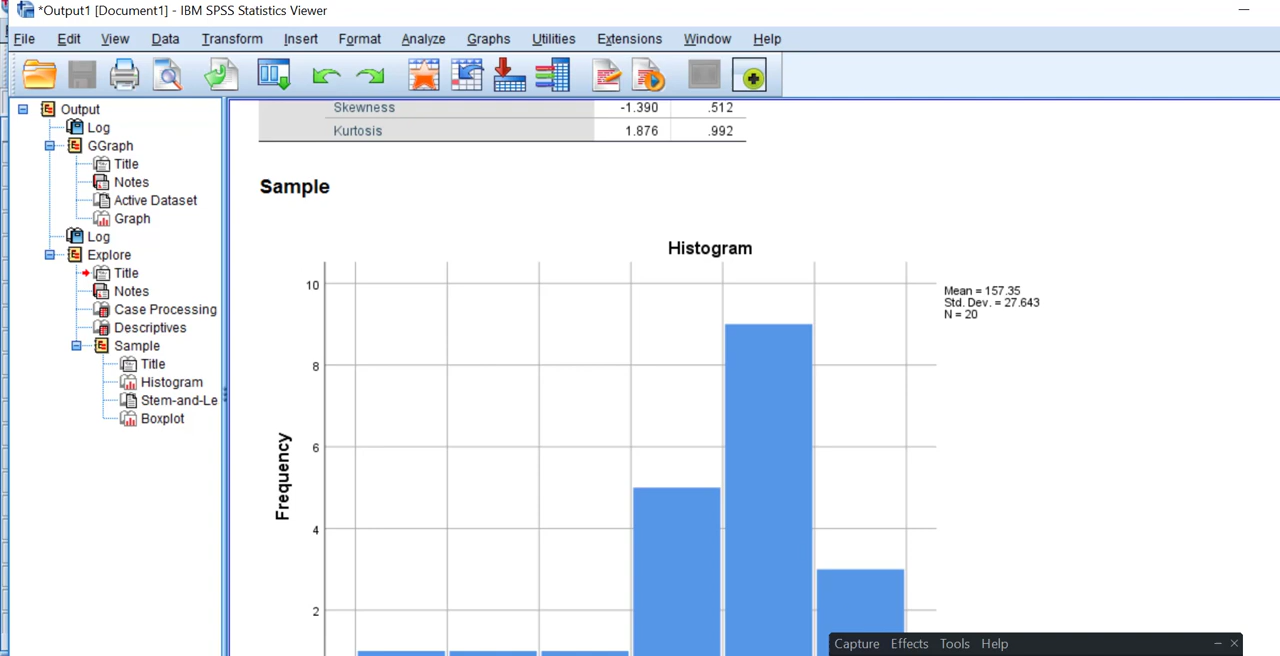 *Output1 [Document1] - IBM SPSS Statistics Viewer
File Edit View Data Transform Insert Format Analyze Graphs Utilities Extensions Window Help
Output
Log
GGraph
Title
Notes
Active Dataset
Graph
Log
Explore
Title
Notes
Case Processing
Descriptives
Sample
Title
Histogram
Stem-and-Le
Boxplot
Skewness -1.390 .512
Kurtosis 1.876 .992
Sample
Histogram
Mean = 157.35
Std. Dev. = 27.643
N = 20
Frequency
10
8
6
4
2
Capture Effects Tools Help